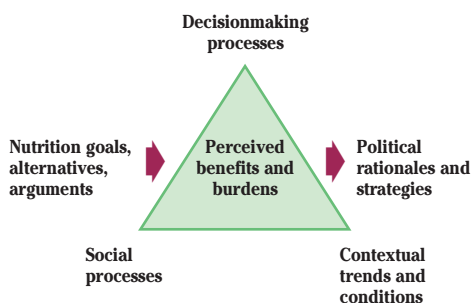 Decisionmaking
processes
Nutrition goals,
alternatives,
arguments
Perceived
benefits and
burdens
Political
rationales and
strategies
Social
processes
Contextual
trends and
conditions